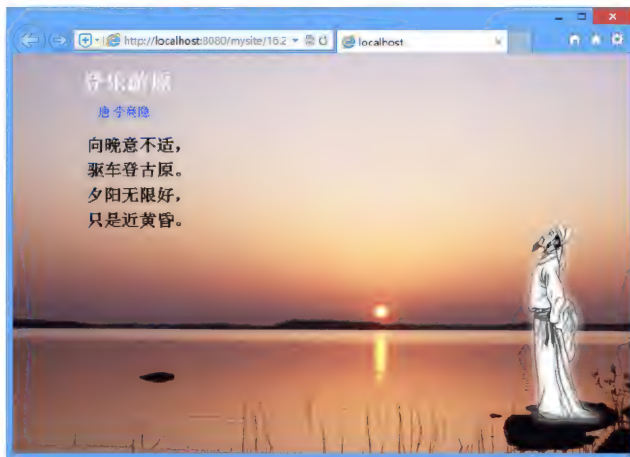 http://localhost:8080/mysite/16.2
localhost
登乐游原
唐 李商隐
向晚意不适，
驱车登古原。
夕阳无限好，
只是近黄昏。